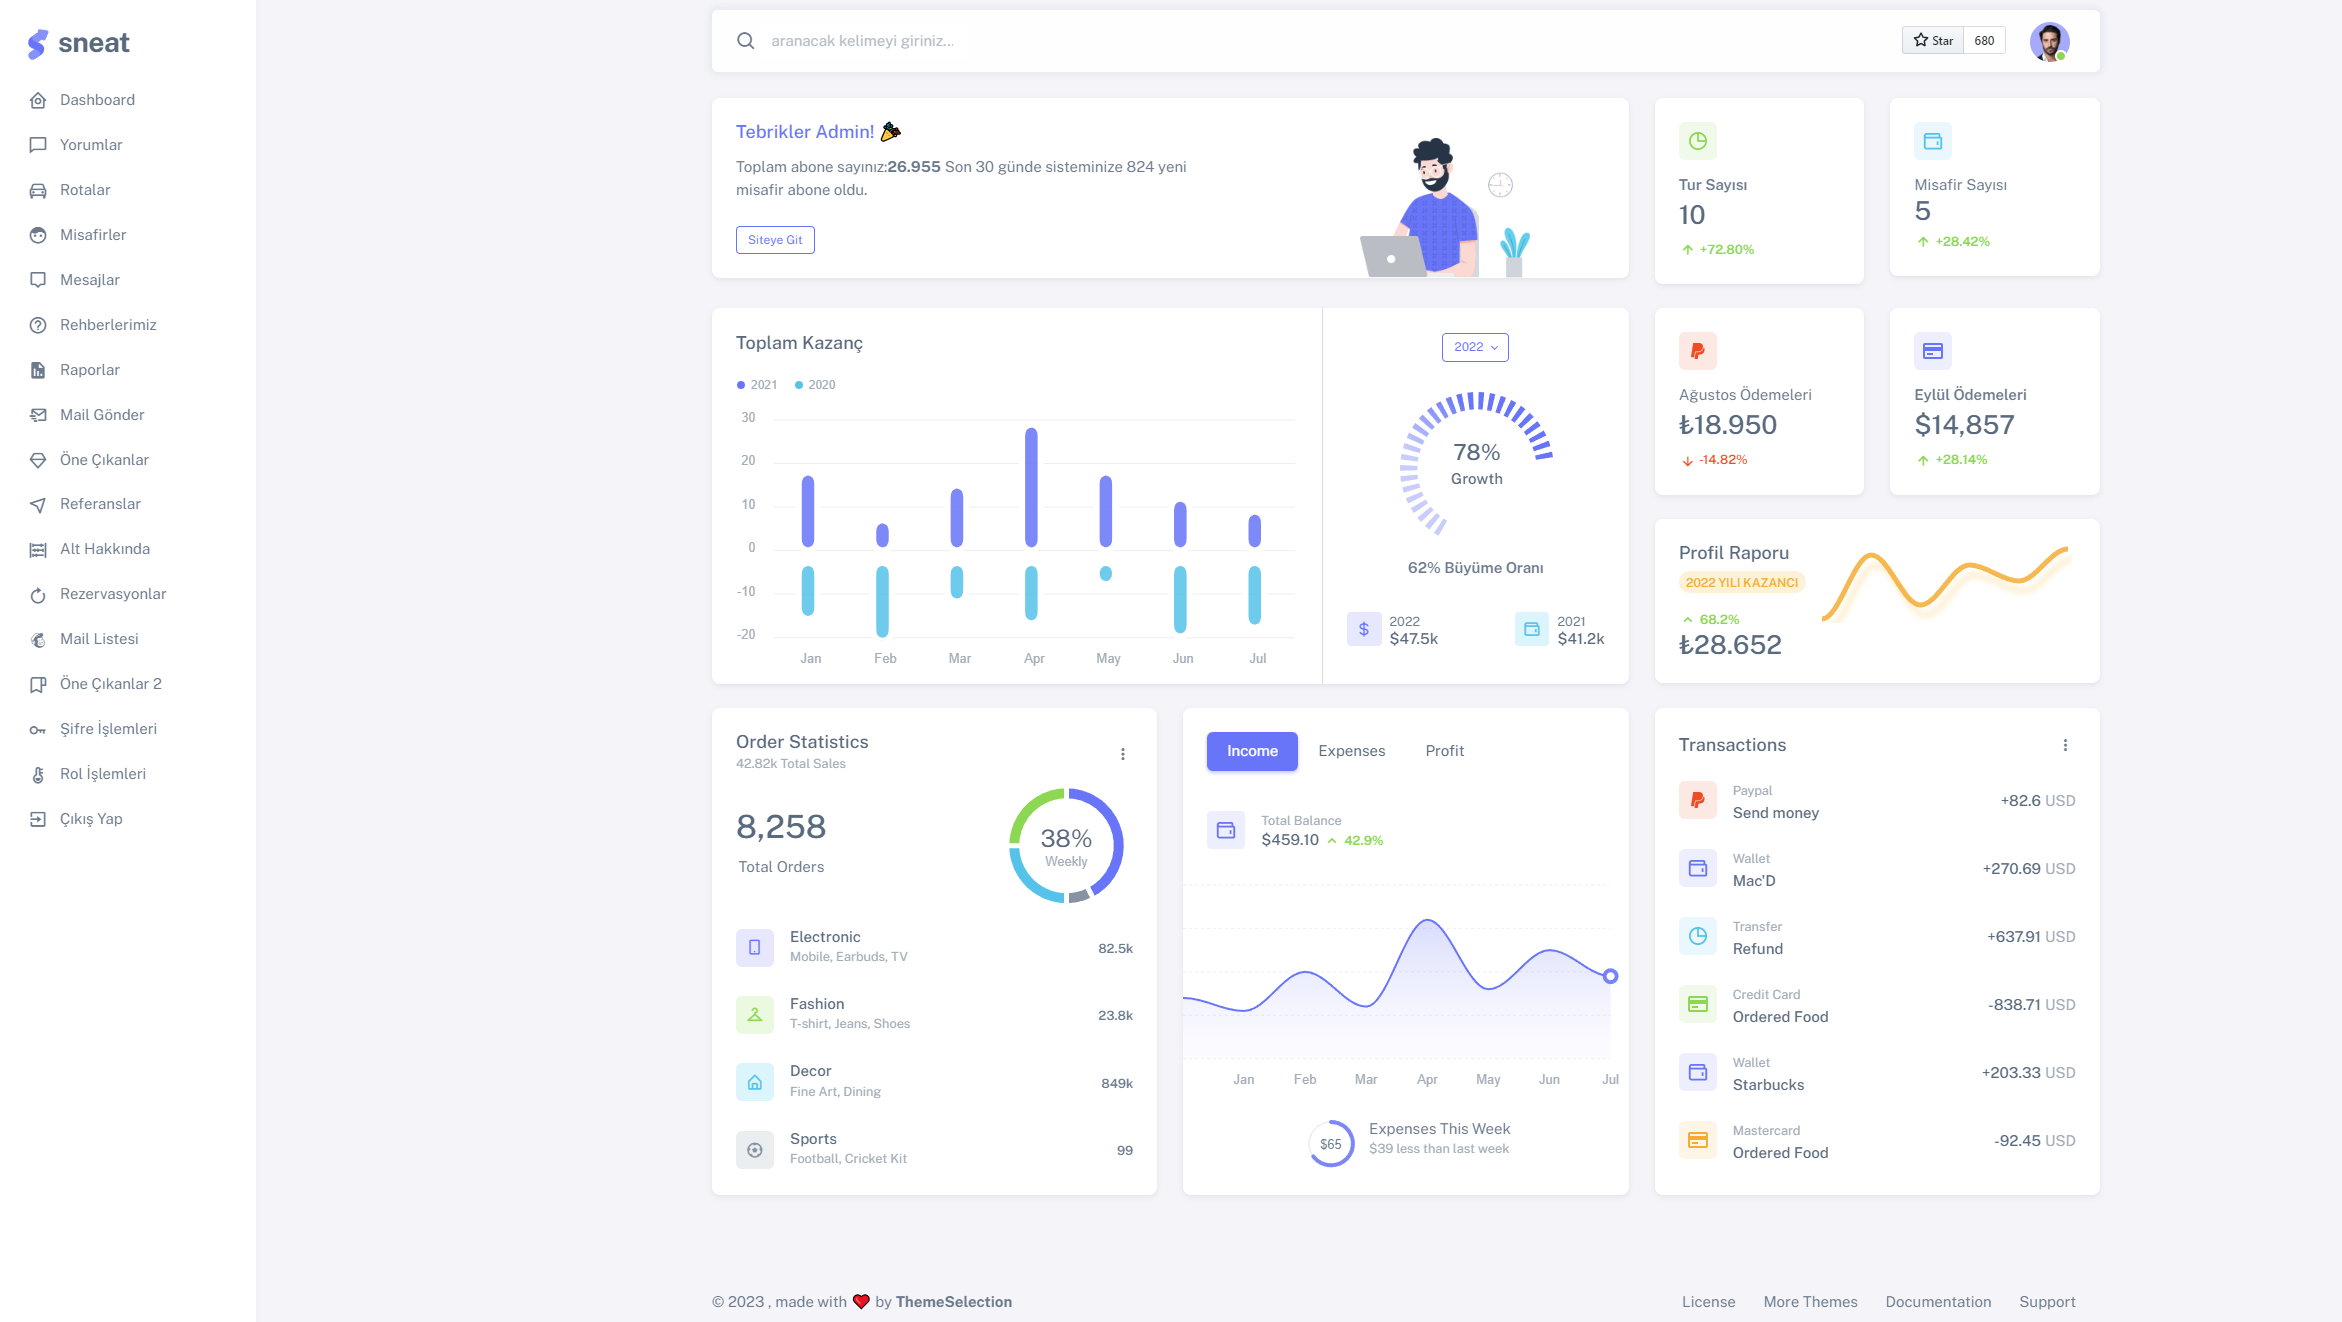 sneat
Dashboard
Yorumlar
Rotalar
Misafirler
Mesajlar
Rehberlerimiz
Raporlar
Mail Gönder
Öne Çıkanlar
Referanslar
Alt Hakkında
Rezervasyonlar
Mail Listesi
Öne Çıkanlar 2
Şifre İşlemleri
Rol İşlemleri
Çıkış Yap
aranacak kelimeyi giriniz...
Star 680
Tebrikler Admin!
Toplam abone sayınız:26.955 Son 30 günde sisteminize 824 yeni
misafir abone oldu.
Siteye Git
Tur Sayısı
10
+72.80%
Misafir Sayısı
5
+28.42%
Toplam Kazanç
2021 2020
30
20
10
0
-10
-20
Jan Feb Mar Apr May Jun Jul
2022
78%
Growth
62% Büyüme Oranı
2022
$47.5k
2021
$41.2k
Ağustos Ödemeleri
₺18.950
-14.82%
Eylül Ödemeleri
$14,857
+28.14%
Profil Raporu
2022 YILI KAZANCI
68.2%
₺28.652
Order Statistics
42.82k Total Sales
8,258
Total Orders
38%
Weekly
Electronic
Mobile, Earbuds, TV
82.5k
Fashion
T-shirt, Jeans, Shoes
23.8k
Decor
Fine Art, Dining
849k
Sports
Football, Cricket Kit
99
Income Expenses Profit
Total Balance
$459.10 42.9%
Jan Feb Mar Apr May Jun Jul
$65
Expenses This Week
$39 less than last week
Transactions
Paypal
Send money
+82.6 USD
Wallet
Mac'D
+270.69 USD
Transfer
Refund
+637.91 USD
Credit Card
Ordered Food
-838.71 USD
Wallet
Starbucks
+203.33 USD
Mastercard
Ordered Food
-92.45 USD
© 2023 , made with ❤️ by ThemeSelection
License More Themes Documentation Support